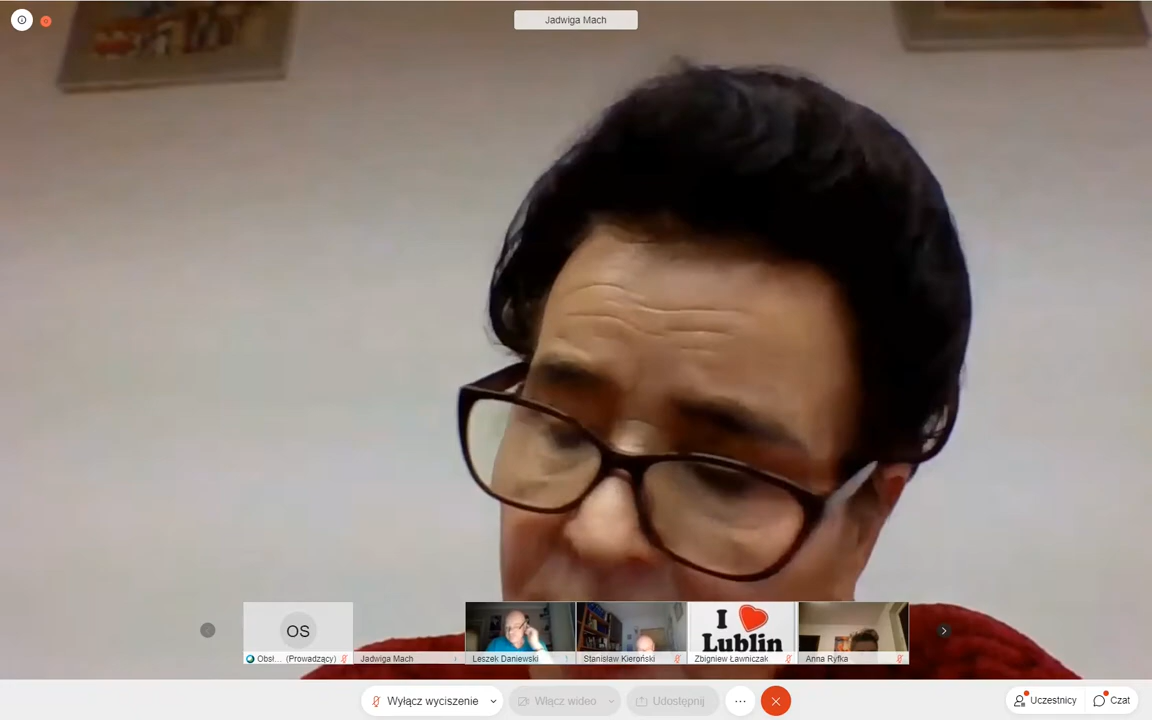 Jadwiga Mach
OS
Obsł... (Prowadzący)
Jadwiga Mach
Leszek Daniewski
Stanisław Kieroński
I
Lublin
Zbigniew Ławniczak
Anna Ryfka
Wyłącz wyciszenie
Włącz wideo
Udostępnij
Uczestnicy
Czat